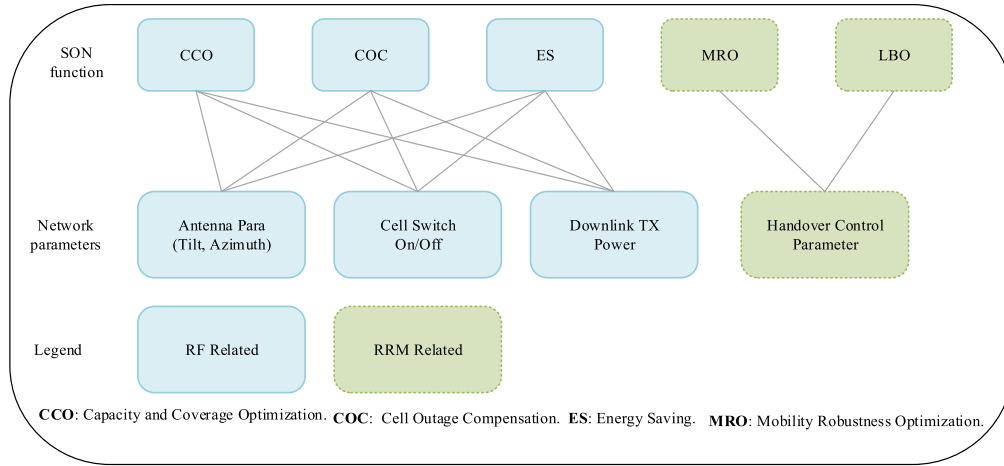 SON
function
CCO
COC
ES
MRO
LBO
Network
parameters
Antenna Para
(Tilt, Azimuth)
Cell Switch
On/Off
Downlink TX
Power
Handover Control
Parameter
Legend
RF Related
RRM Related
CCO: Capacity and Coverage Optimization. COC: Cell Outage Compensation. ES: Energy Saving. MRO: Mobility Robustness Optimization.